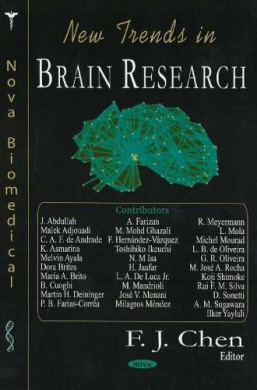 Nova Biomedical
New Trends in
BRAIN RESEARCH
Contributors
J. Abdullah
Malek Adjouadi
C. A. F. de Andrade
K. Asmarina
Melvin Ayala
Dora Brites
Maria A. Brito
B. Cuoghi
Martin H. Deininger
P. B. Farias-Corrêa
A. Farizan
M. Mohd Ghazali
F. Hernández-Vázquez
Toshihiko Ikeuchi
N. M Isa
H. Jaafar
L. A. De Luca Jr.
M. Mandrioli
José V. Menani
Milagros Méndez
R. Meyermann
L. Mola
Michel Mourad
L. B. de Oliveira
G. R. Oliveira
M. José A. Rocha
Koji Shimoke
Rui F. M. Silva
D. Sonetti
A. M. Sugawara
Ilker Yaylali
F. J. Chen
Editor
NOVA